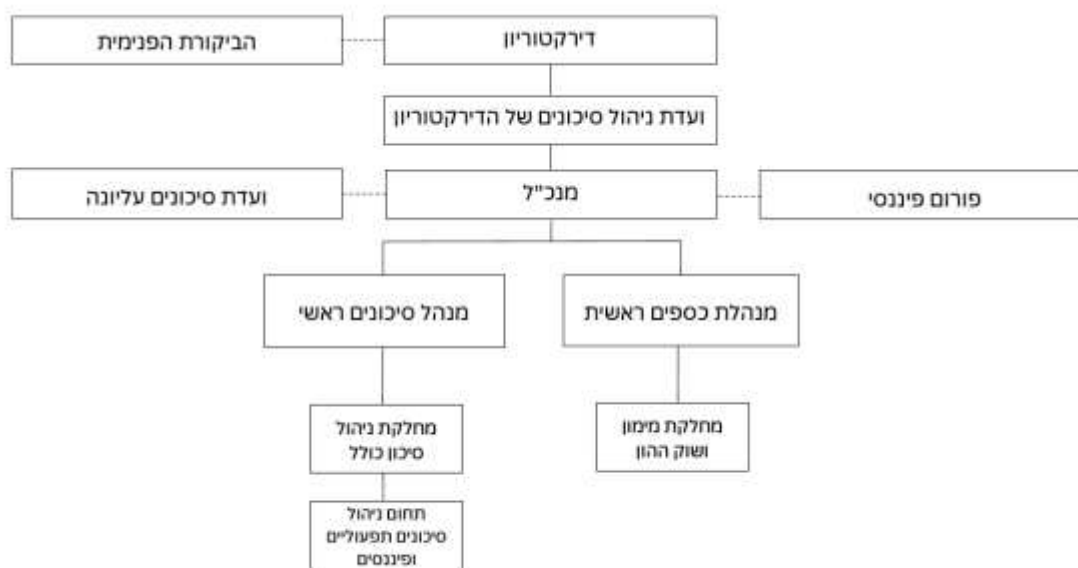 דירקטוריון
הביקורת הפנימית
ועדת ניהול סיכונים של הדירקטוריון
פורום פיננסי
מנכ"ל
ועדת סיכונים עליונה
מנהלת כספים ראשית
מנהל סיכונים ראשי
מחלקת מימון
ושוק ההון
מחלקת ניהול
סיכון כולל
תחום ניהול
סיכונים תפעוליים
ופיננסים